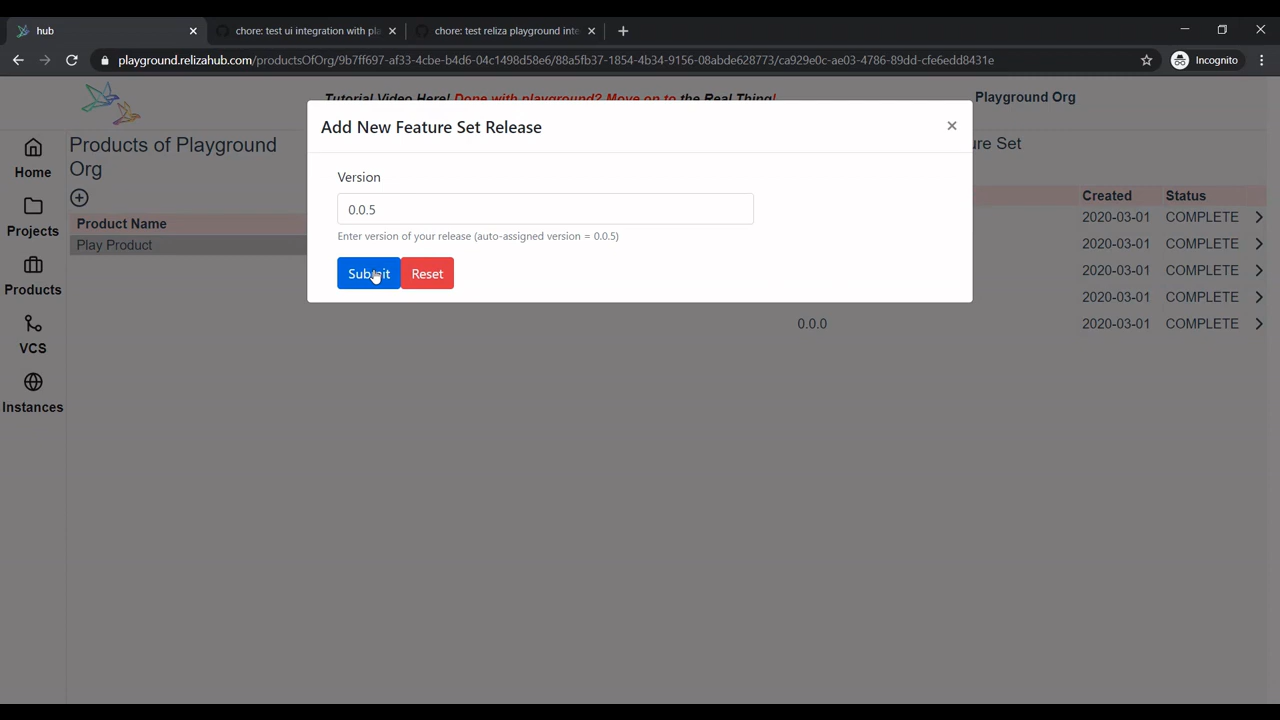 hub
chore: test ui integration with pla
chore: test reliza playground inte
playground.relizahub.com/productsOfOrg/9b7ff697-af33-4cbe-b4d6-04c1498d58e6/88a5fb37-1854-4b34-9156-08abde628773/ca929e0c-ae03-4786-89dd-cfe6edd8431e
Incognito
Tutorial Video Here! Done with playground? Move on to the Real Thing!
Playground Org
Add New Feature Set Release
Version
0.0.5
Enter version of your release (auto-assigned version = 0.0.5)
Submit
Reset
Home
Projects
Products
VCS
Instances
Products of Playground
Org
Product Name
Play Product
ure Set
Created Status
2020-03-01 COMPLETE
2020-03-01 COMPLETE
2020-03-01 COMPLETE
2020-03-01 COMPLETE
0.0.0 2020-03-01 COMPLETE